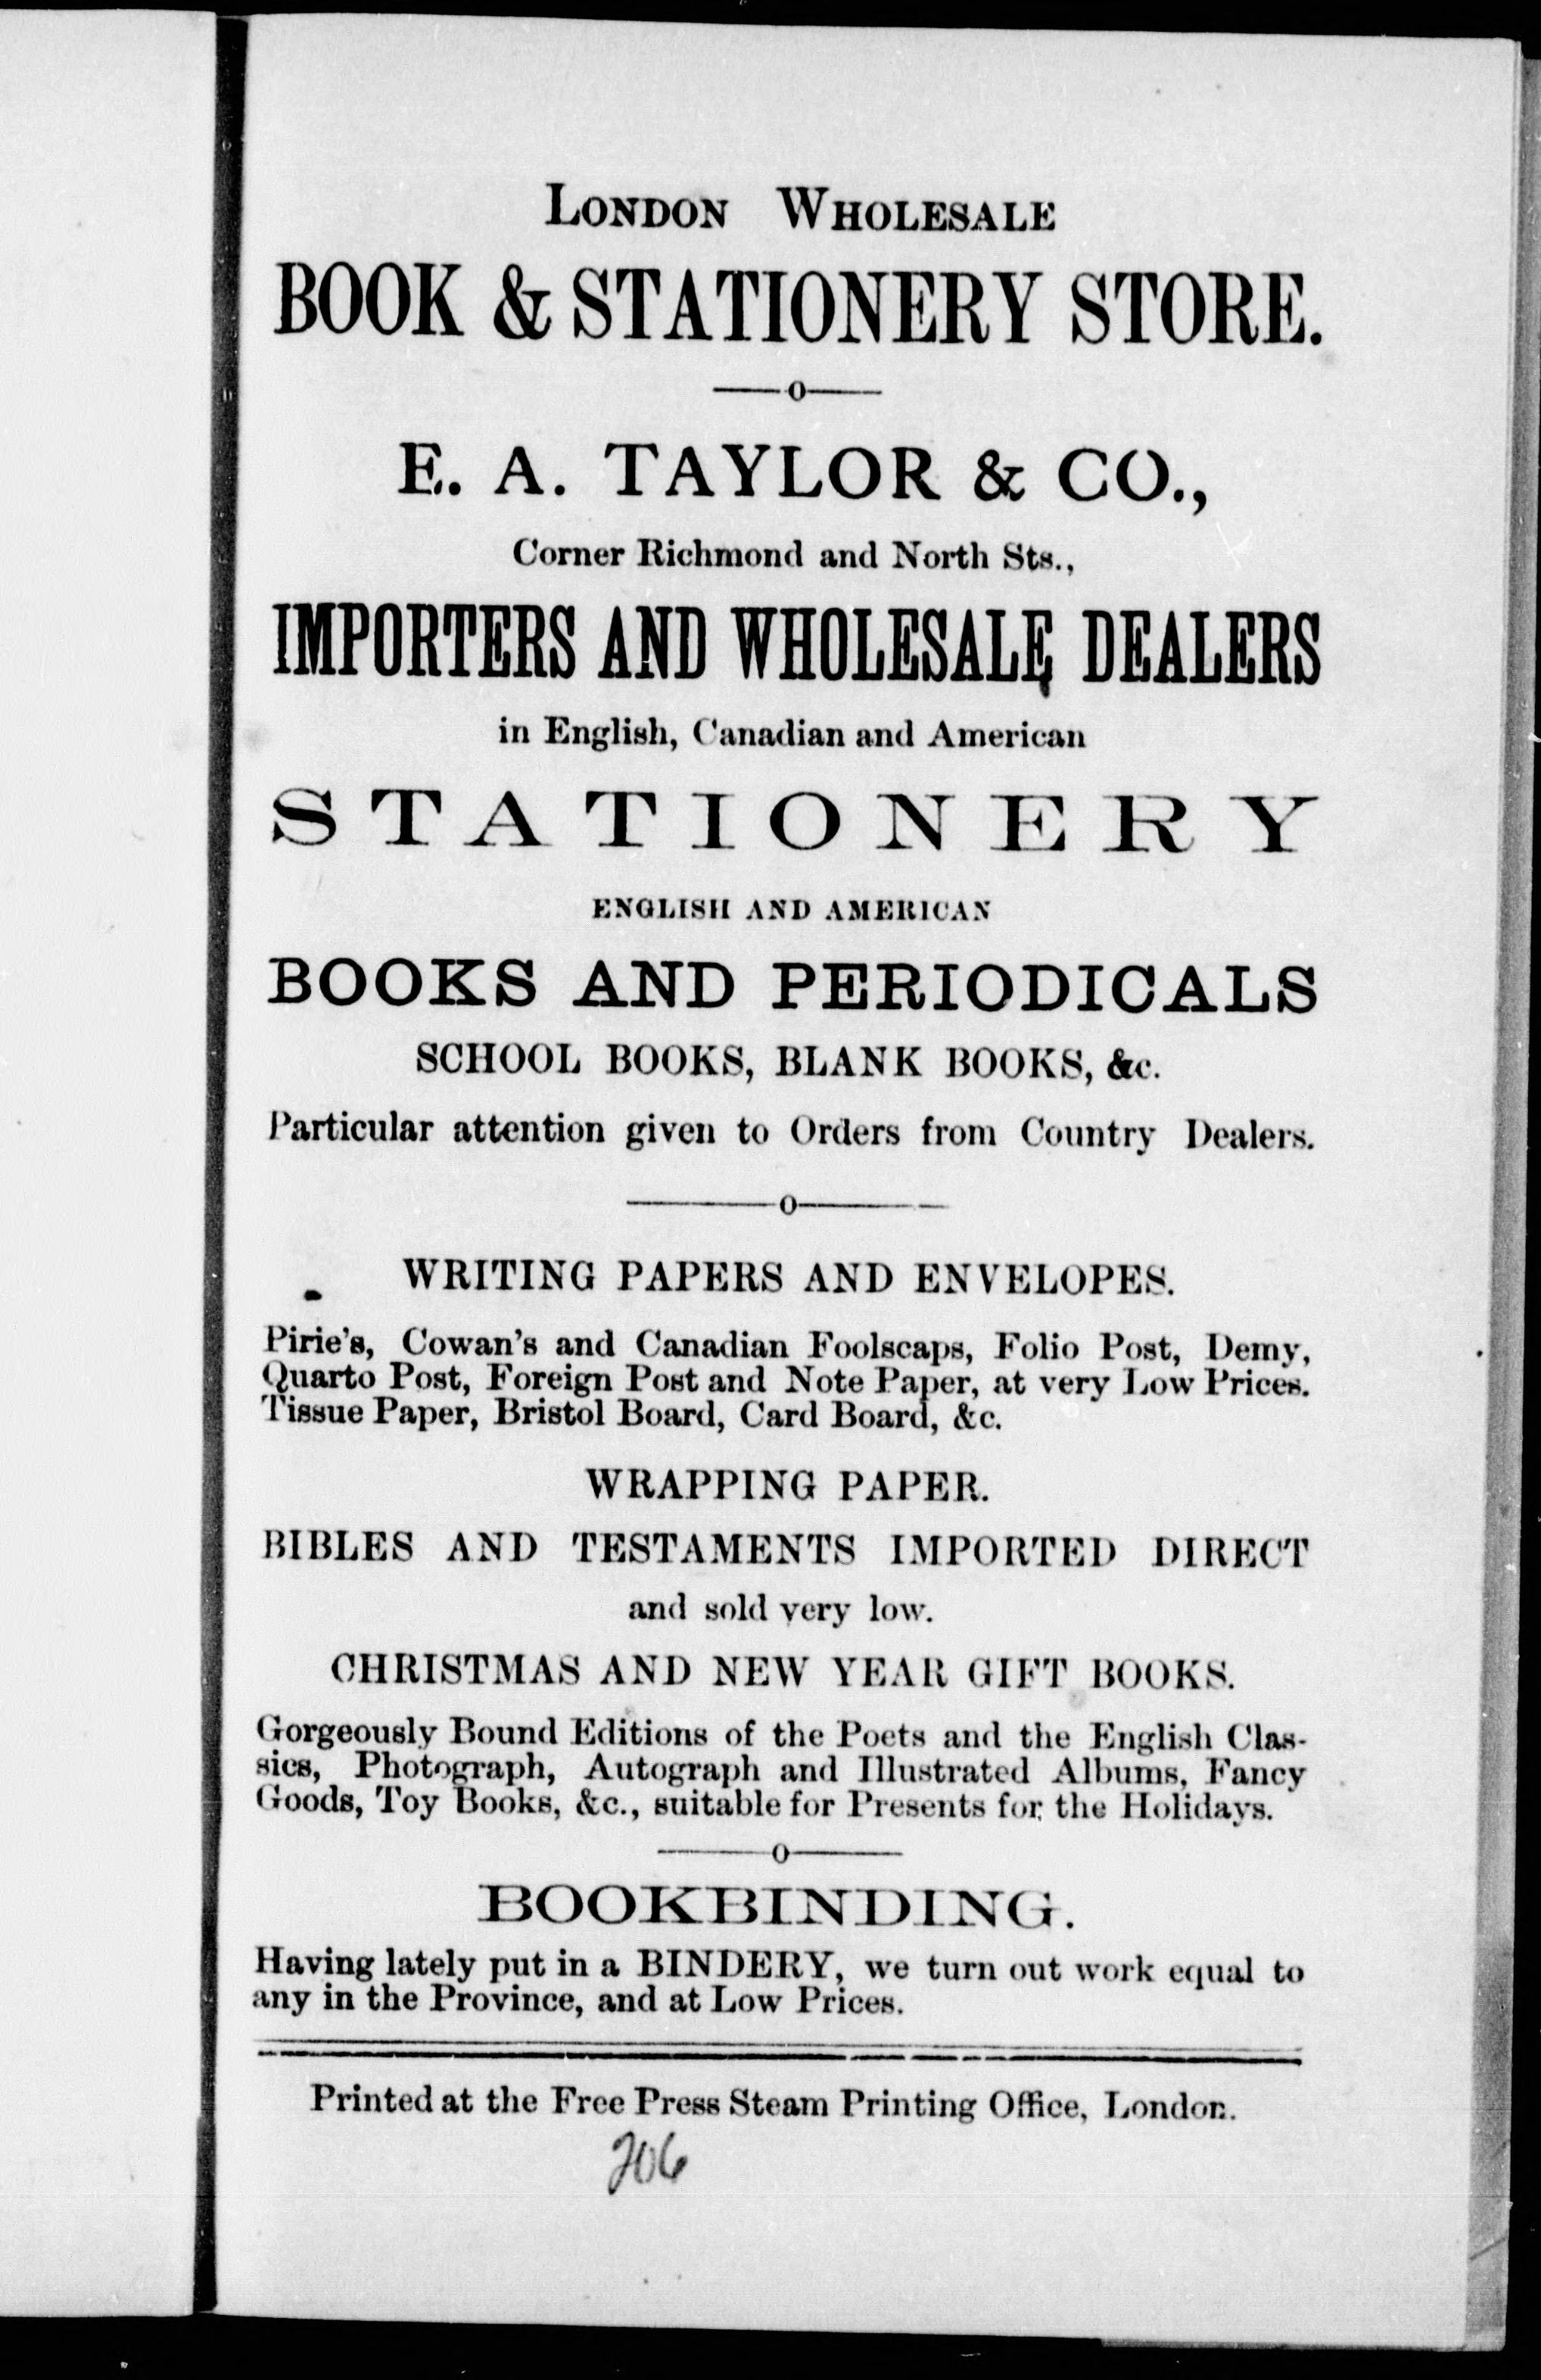 LONDON WHOLESALE
BOOK & STATIONERY STORE.
——o——
E. A. TAYLOR & CO.,
Corner Richmond and North Sts.,
IMPORTERS AND WHOLESALE DEALERS
in English, Canadian and American
STATIONERY
ENGLISH AND AMERICAN
BOOKS AND PERIODICALS
SCHOOL BOOKS, BLANK BOOKS, &c.
Particular attention given to Orders from Country Dealers.
——o——
WRITING PAPERS AND ENVELOPES.
Pirie's, Cowan's and Canadian Foolscaps, Folio Post, Demy,
Quarto Post, Foreign Post and Note Paper, at very Low Prices.
Tissue Paper, Bristol Board, Card Board, &c.
WRAPPING PAPER.
BIBLES AND TESTAMENTS IMPORTED DIRECT
and sold very low.
CHRISTMAS AND NEW YEAR GIFT BOOKS.
Gorgeously Bound Editions of the Poets and the English Clas-
sics, Photograph, Autograph and Illustrated Albums, Fancy
Goods, Toy Books, &c., suitable for Presents for the Holidays.
——o——
BOOKBINDING.
Having lately put in a BINDERY, we turn out work equal to
any in the Province, and at Low Prices.
Printed at the Free Press Steam Printing Office, London.
206